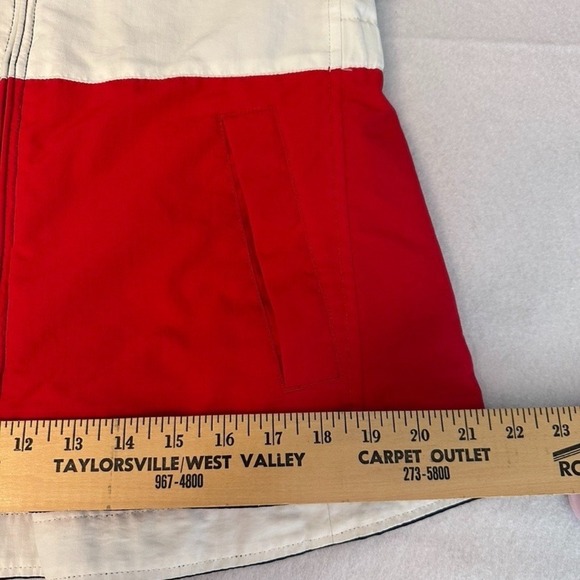 12 13 14 15 16 17 18 19 20 21 22 23
TAYLORSVILLE/WEST VALLEY CARPET OUTLET
967-4800 273-5800
RO